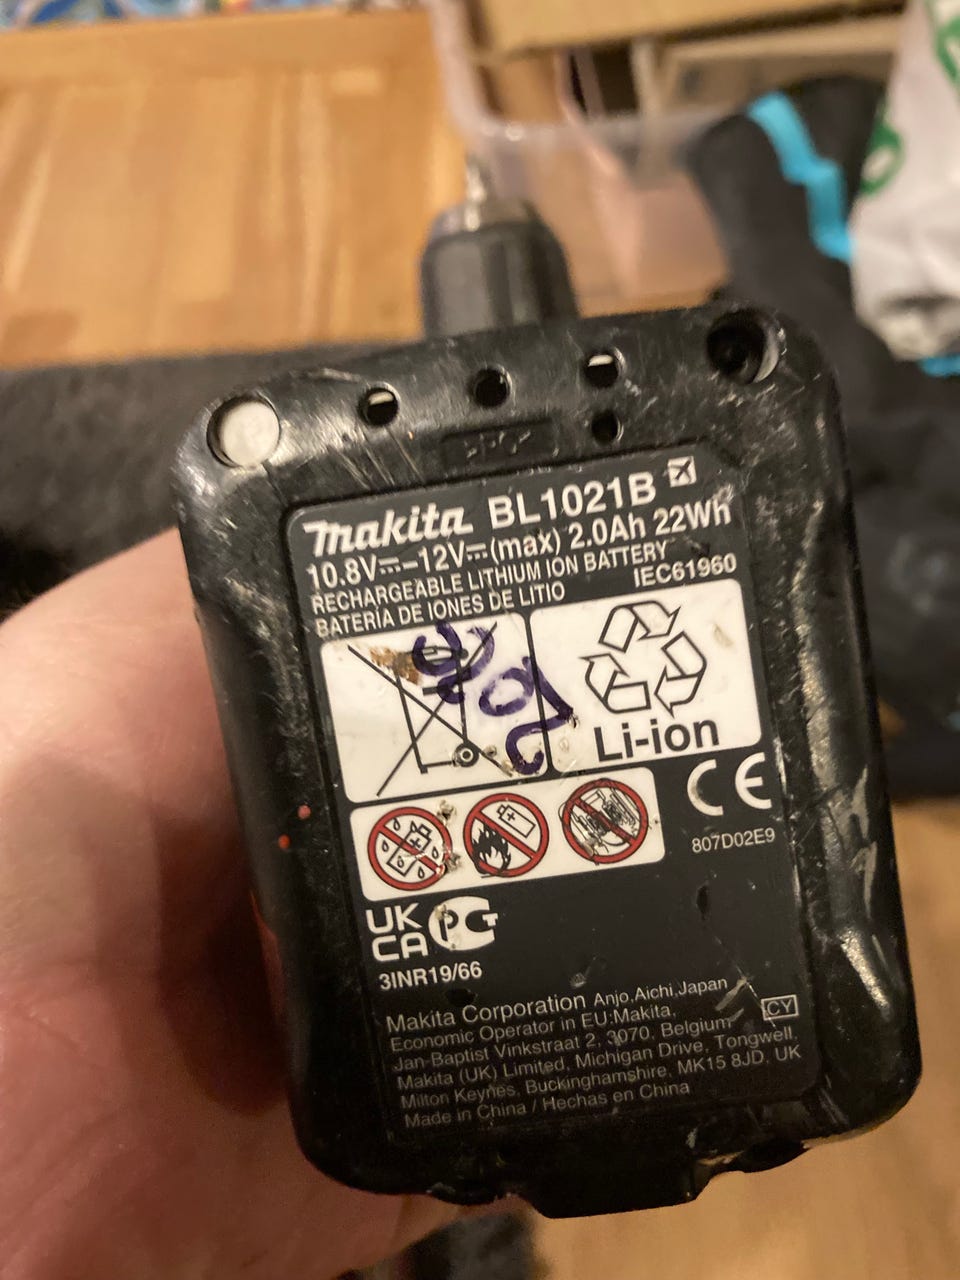 makita BL1021B
10.8V⎓-12V⎓(max) 2.0Ah 22Wh
RECHARGEABLE LITHIUM ION BATTERY
BATERÍA DE IONES DE LITIO
IEC61960
Li-ion
CE
807D02E9
UK
CA
PG
3INR19/66
Makita Corporation Anjo,Aichi,Japan
Economic Operator in EU:Makita,
CY
Jan-Baptist Vinkstraat 2, 3070, Belgium
Makita (UK) Limited, Michigan Drive, Tongwell,
Milton Keynes, Buckinghamshire, MK15 8JD, UK
Made in China / Hechas en China